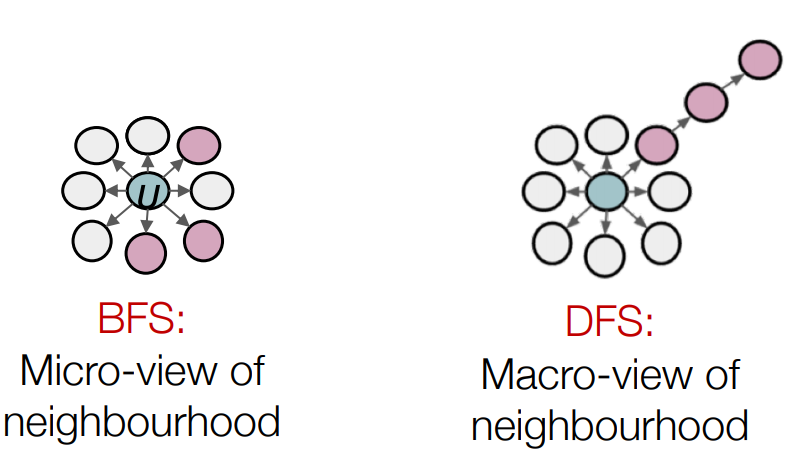 u
BFS:
Micro-view of
neighbourhood
DFS:
Macro-view of
neighbourhood